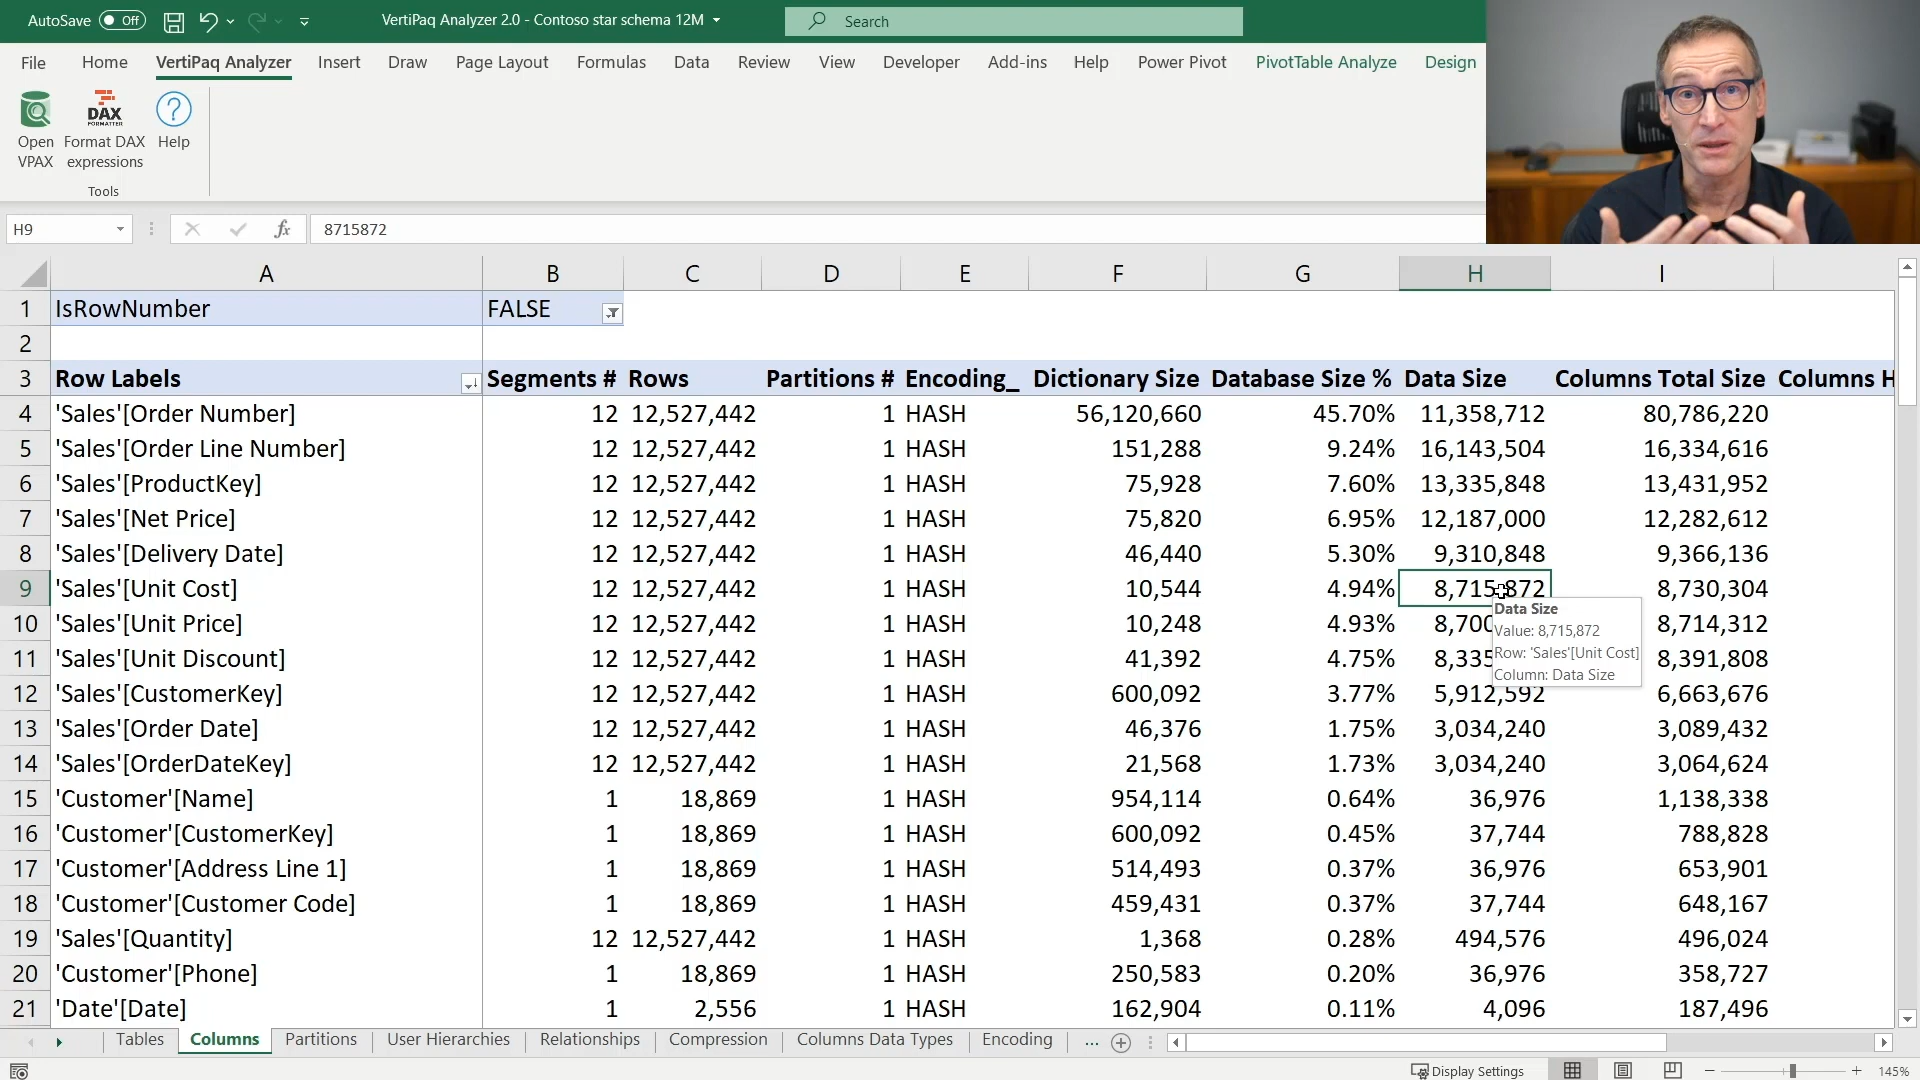 AutoSave Off VertiPaq Analyzer 2.0 - Contoso star schema 12M Search
File Home VertiPaq Analyzer Insert Draw Page Layout Formulas Data Review View Developer Add-ins Help Power Pivot PivotTable Analyze Design
DAX
FORMATTER
Open Format DAX Help
VPAX expressions
Tools
H9 fx 8715872
A B C D E F G H I
1 IsRowNumber FALSE
2
3 Row Labels Segments # Rows Partitions # Encoding_ Dictionary Size Database Size % Data Size Columns Total Size Columns H
4 'Sales'[Order Number] 12 12,527,442 1 HASH 56,120,660 45.70% 11,358,712 80,786,220
5 'Sales'[Order Line Number] 12 12,527,442 1 HASH 151,288 9.24% 16,143,504 16,334,616
6 'Sales'[ProductKey] 12 12,527,442 1 HASH 75,928 7.60% 13,335,848 13,431,952
7 'Sales'[Net Price] 12 12,527,442 1 HASH 75,820 6.95% 12,187,000 12,282,612
8 'Sales'[Delivery Date] 12 12,527,442 1 HASH 46,440 5.30% 9,310,848 9,366,136
9 'Sales'[Unit Cost] 12 12,527,442 1 HASH 10,544 4.94% 8,715,872 8,730,304
10 'Sales'[Unit Price] 12 12,527,442 1 HASH 10,248 4.93% 8,700 8,714,312
11 'Sales'[Unit Discount] 12 12,527,442 1 HASH 41,392 4.75% 8,335 8,391,808
12 'Sales'[CustomerKey] 12 12,527,442 1 HASH 600,092 3.77% 5,912,592 6,663,676
13 'Sales'[Order Date] 12 12,527,442 1 HASH 46,376 1.75% 3,034,240 3,089,432
14 'Sales'[OrderDateKey] 12 12,527,442 1 HASH 21,568 1.73% 3,034,240 3,064,624
15 'Customer'[Name] 1 18,869 1 HASH 954,114 0.64% 36,976 1,138,338
16 'Customer'[CustomerKey] 1 18,869 1 HASH 600,092 0.45% 37,744 788,828
17 'Customer'[Address Line 1] 1 18,869 1 HASH 514,493 0.37% 36,976 653,901
18 'Customer'[Customer Code] 1 18,869 1 HASH 459,431 0.37% 37,744 648,167
19 'Sales'[Quantity] 12 12,527,442 1 HASH 1,368 0.28% 494,576 496,024
20 'Customer'[Phone] 1 18,869 1 HASH 250,583 0.20% 36,976 358,727
21 'Date'[Date] 1 2,556 1 HASH 162,904 0.11% 4,096 187,496
Data Size
Value: 8,715,872
Row: 'Sales'[Unit Cost]
Column: Data Size
Tables Columns Partitions User Hierarchies Relationships Compression Columns Data Types Encoding ...
Display Settings 145%